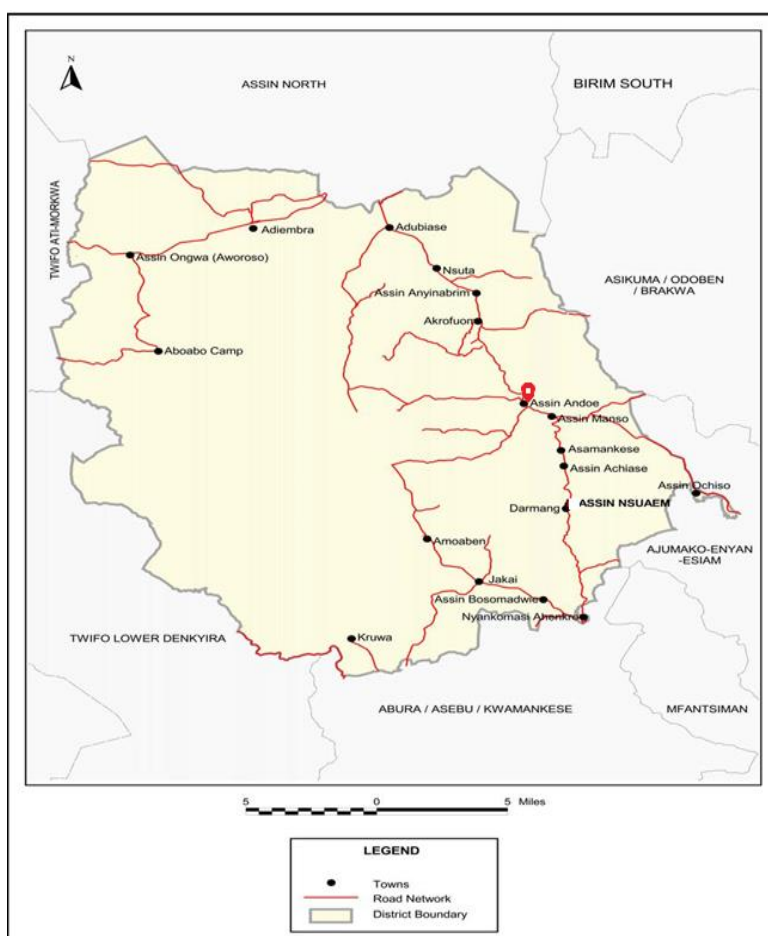 N
ASSIN NORTH
BIRIM SOUTH
TWIFO ATI-MORKWA
Adiembra
Adubiase
Assin Ongwa (Aworoso)
Nsuta
ASIKUMA / ODOBEN
/ BRAKWA
Assin Anyinabrim
Akrofuom
Aboabo Camp
Assin Andoe
Assin Manso
Asamankese
Assin Achiase
Assin Ochiso
Darmang
ASSIN NSUAEM
Amoaben
AJUMAKO-ENYAN
-ESIAM
Jakai
Assin Bosomadwie
Nyankomasi Ahenkro
TWIFO LOWER DENKYIRA
Kruwa
ABURA / ASEBU / KWAMANKESE
MFANTSIMAN
5 0 5 Miles
LEGEND
Towns
Road Network
District Boundary